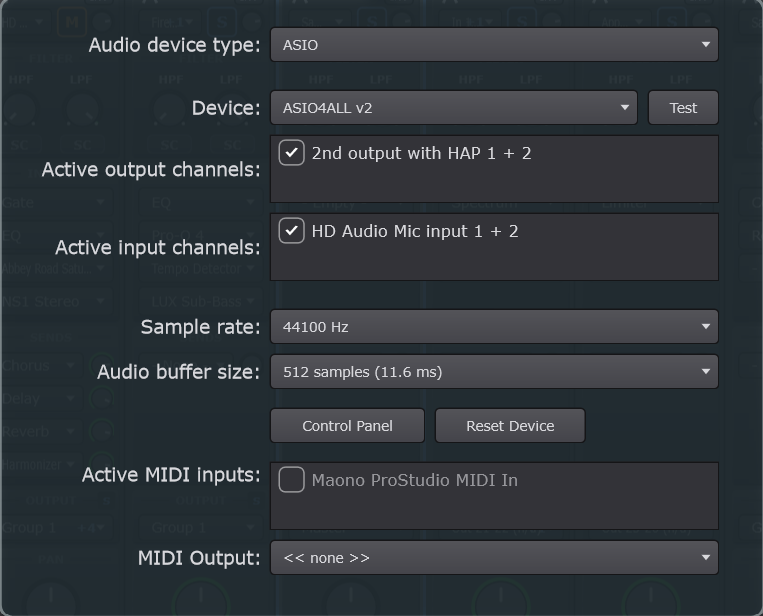 Audio device type: ASIO
Device: ASIO4ALL v2 Test
Active output channels: 2nd output with HAP 1 + 2
Active input channels: HD Audio Mic input 1 + 2
Sample rate: 44100 Hz
Audio buffer size: 512 samples (11.6 ms)
Control Panel Reset Device
Active MIDI inputs: Maono ProStudio MIDI In
MIDI Output: << none >>